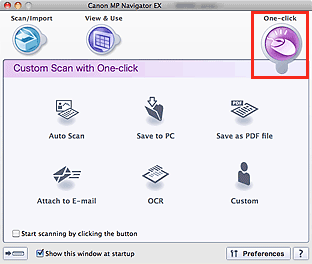 Canon MP Navigator EX
Scan/Import
View & Use
One-click
Custom Scan with One-click
PDF
Auto Scan
Save to PC
Save as PDF file
Attach to E-mail
OCR
Custom
Start scanning by clicking the button
Show this window at startup
Preferences
?